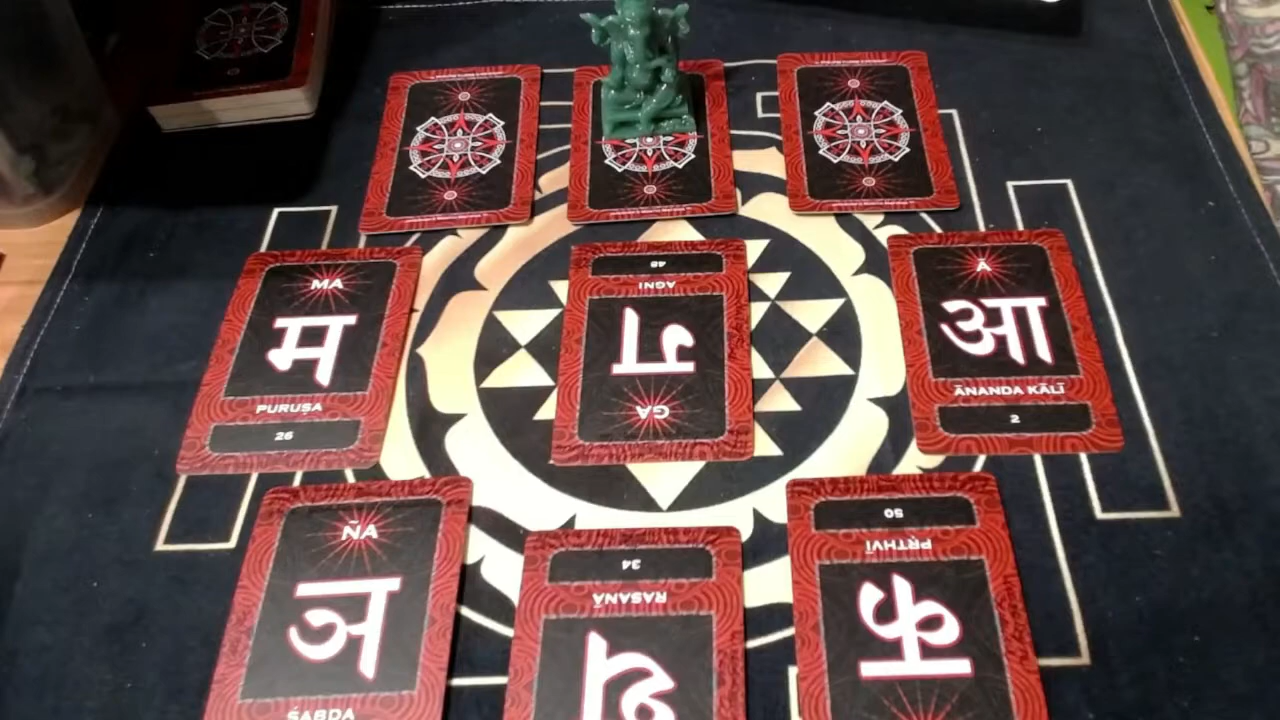 MA
म
PURUṢA
26
GA
ग
AGNI
48
Ā
आ
ĀNANDA KĀLĪ
2
ÑA
ञ
ŚABDA
RASANĀ
34
फ
PṚTHVĪ
50